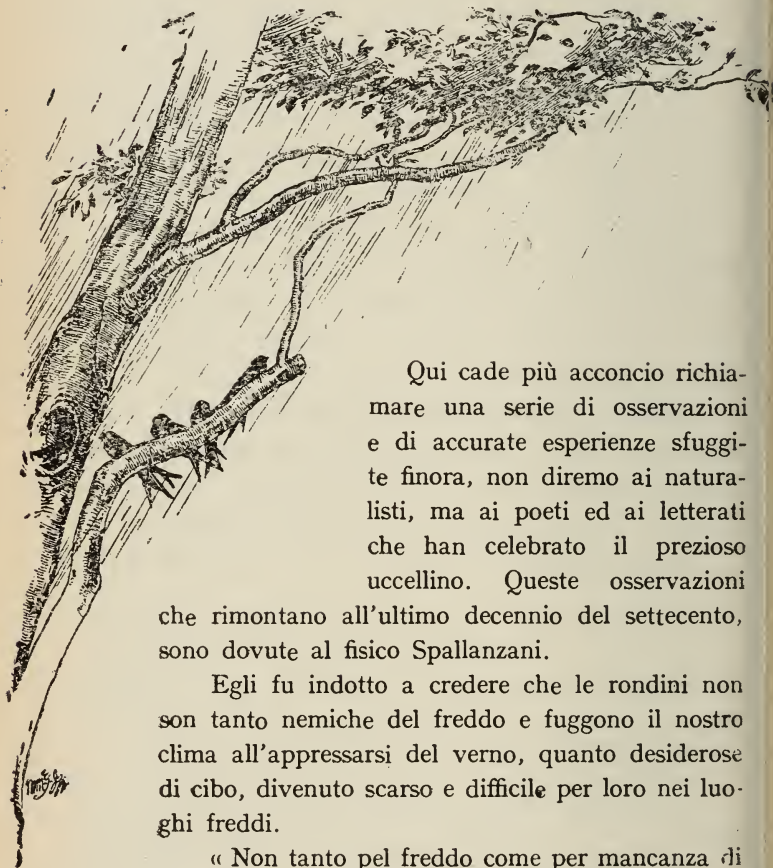 Qui cade più acconcio richia-
mare una serie di osservazioni
e di accurate esperienze sfuggi-
te finora, non diremo ai natura-
listi, ma ai poeti ed ai letterati
che han celebrato il prezioso
uccellino. Queste osservazioni
che rimontano all'ultimo decennio del settecento,
sono dovute al fisico Spallanzani.
Egli fu indotto a credere che le rondini non
son tanto nemiche del freddo e fuggono il nostro
clima all'appressarsi del verno, quanto desiderose
di cibo, divenuto scarso e difficile per loro nei luo-
ghi freddi.
« Non tanto pel freddo come per mancanza di